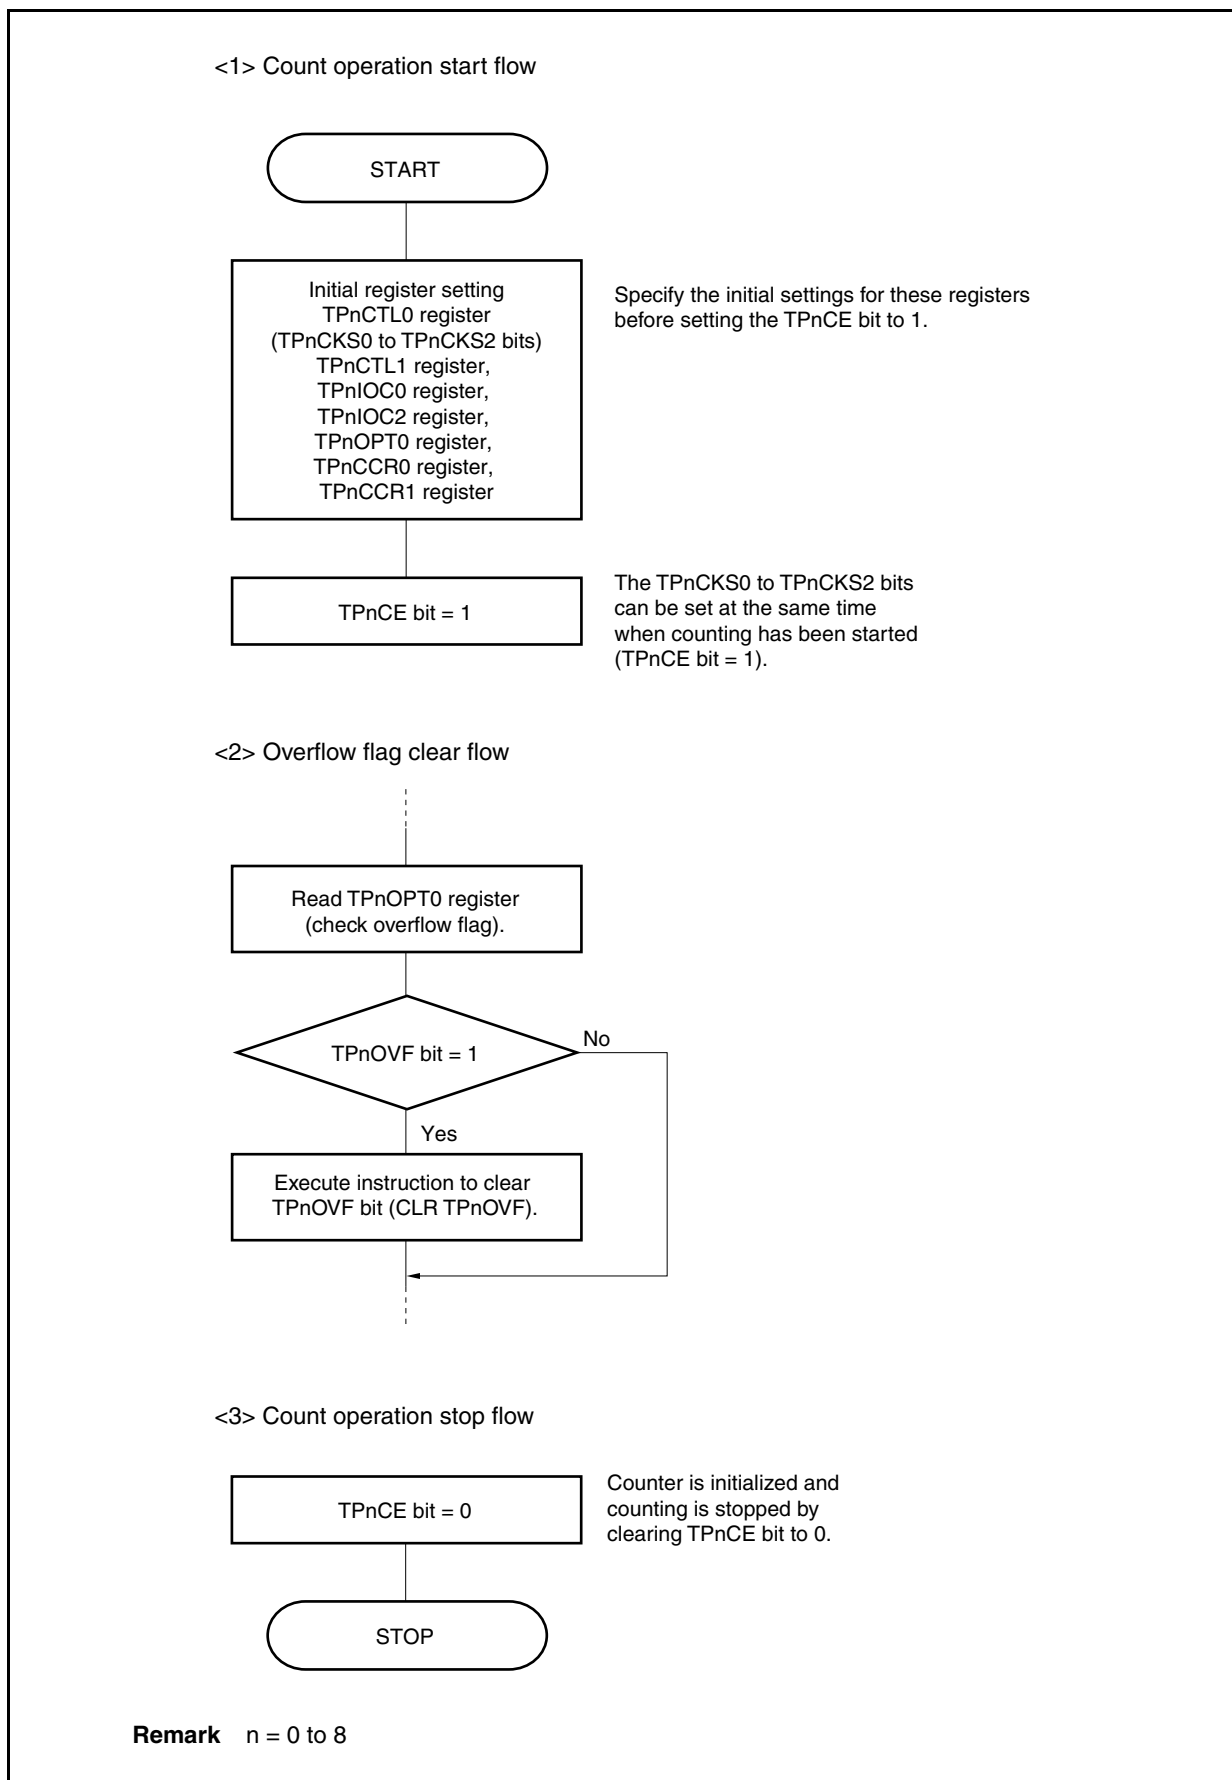 <1> Count operation start flow
START
Initial register setting
TPnCTL0 register
(TPnCKS0 to TPnCKS2 bits)
TPnCTL1 register,
TPnIOC0 register,
TPnIOC2 register,
TPnOPT0 register,
TPnCCR0 register,
TPnCCR1 register
Specify the initial settings for these registers
before setting the TPnCE bit to 1.
TPnCE bit = 1
The TPnCKS0 to TPnCKS2 bits
can be set at the same time
when counting has been started
(TPnCE bit = 1).
<2> Overflow flag clear flow
Read TPnOPT0 register
(check overflow flag).
TPnOVF bit = 1
No
Yes
Execute instruction to clear
TPnOVF bit (CLR TPnOVF).
<3> Count operation stop flow
TPnCE bit = 0
Counter is initialized and
counting is stopped by
clearing TPnCE bit to 0.
STOP
Remark n = 0 to 8